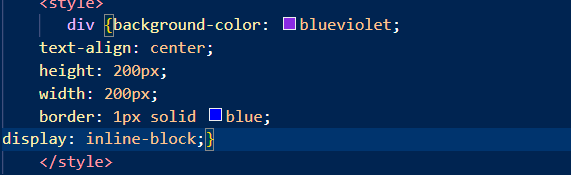 <style>
div {background-color: blueviolet;
text-align: center;
height: 200px;
width: 200px;
border: 1px solid blue;
display: inline-block;}
</style>